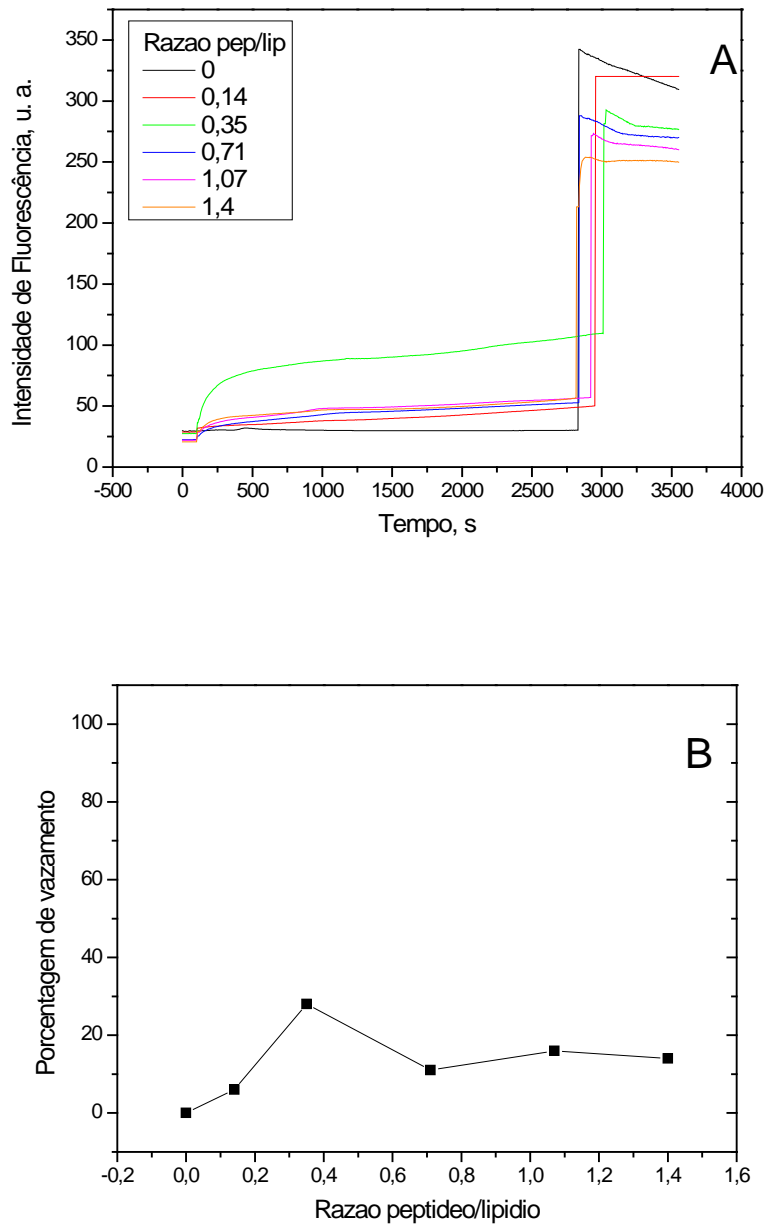 A
Razao pep/lip
0
0,14
0,35
0,71
1,07
1,4
350
300
250
200
150
100
50
0
Intensidade de Fluorescência, u. a.
-500 0 500 1000 1500 2000 2500 3000 3500 4000
Tempo, s
B
100
80
60
40
20
0
Porcentagem de vazamento
-0,2 0,0 0,2 0,4 0,6 0,8 1,0 1,2 1,4 1,6
Razao peptideo/lipidio